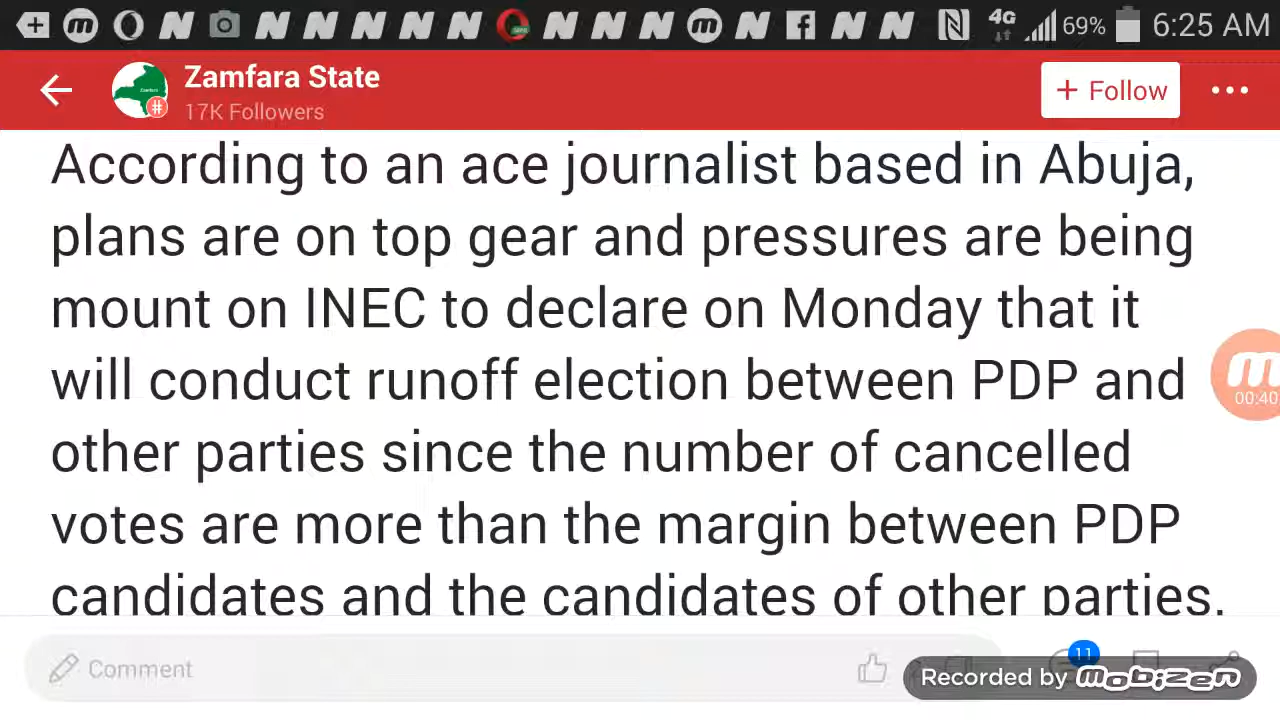 4G 69% 6:25 AM
Zamfara State
17K Followers
+ Follow
According to an ace journalist based in Abuja,
plans are on top gear and pressures are being
mount on INEC to declare on Monday that it
will conduct runoff election between PDP and
other parties since the number of cancelled
votes are more than the margin between PDP
candidates and the candidates of other parties.
00:40
Comment
11
Recorded by mobizen